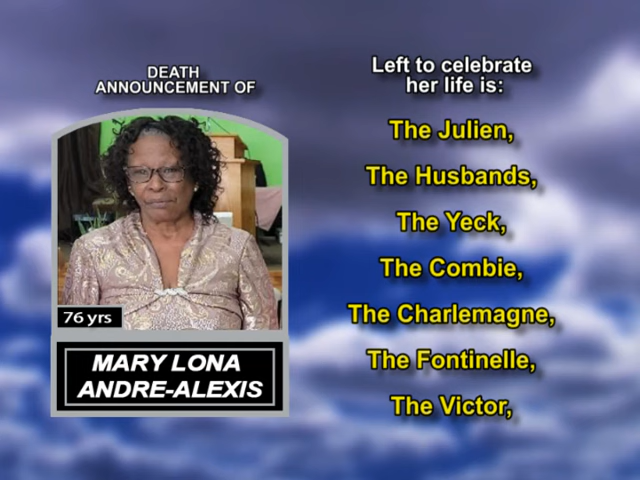 DEATH
ANNOUNCEMENT OF
76 yrs
MARY LONA
ANDRE-ALEXIS
Left to celebrate
her life is:
The Julien,
The Husbands,
The Yeck,
The Combie,
The Charlemagne,
The Fontinelle,
The Victor,